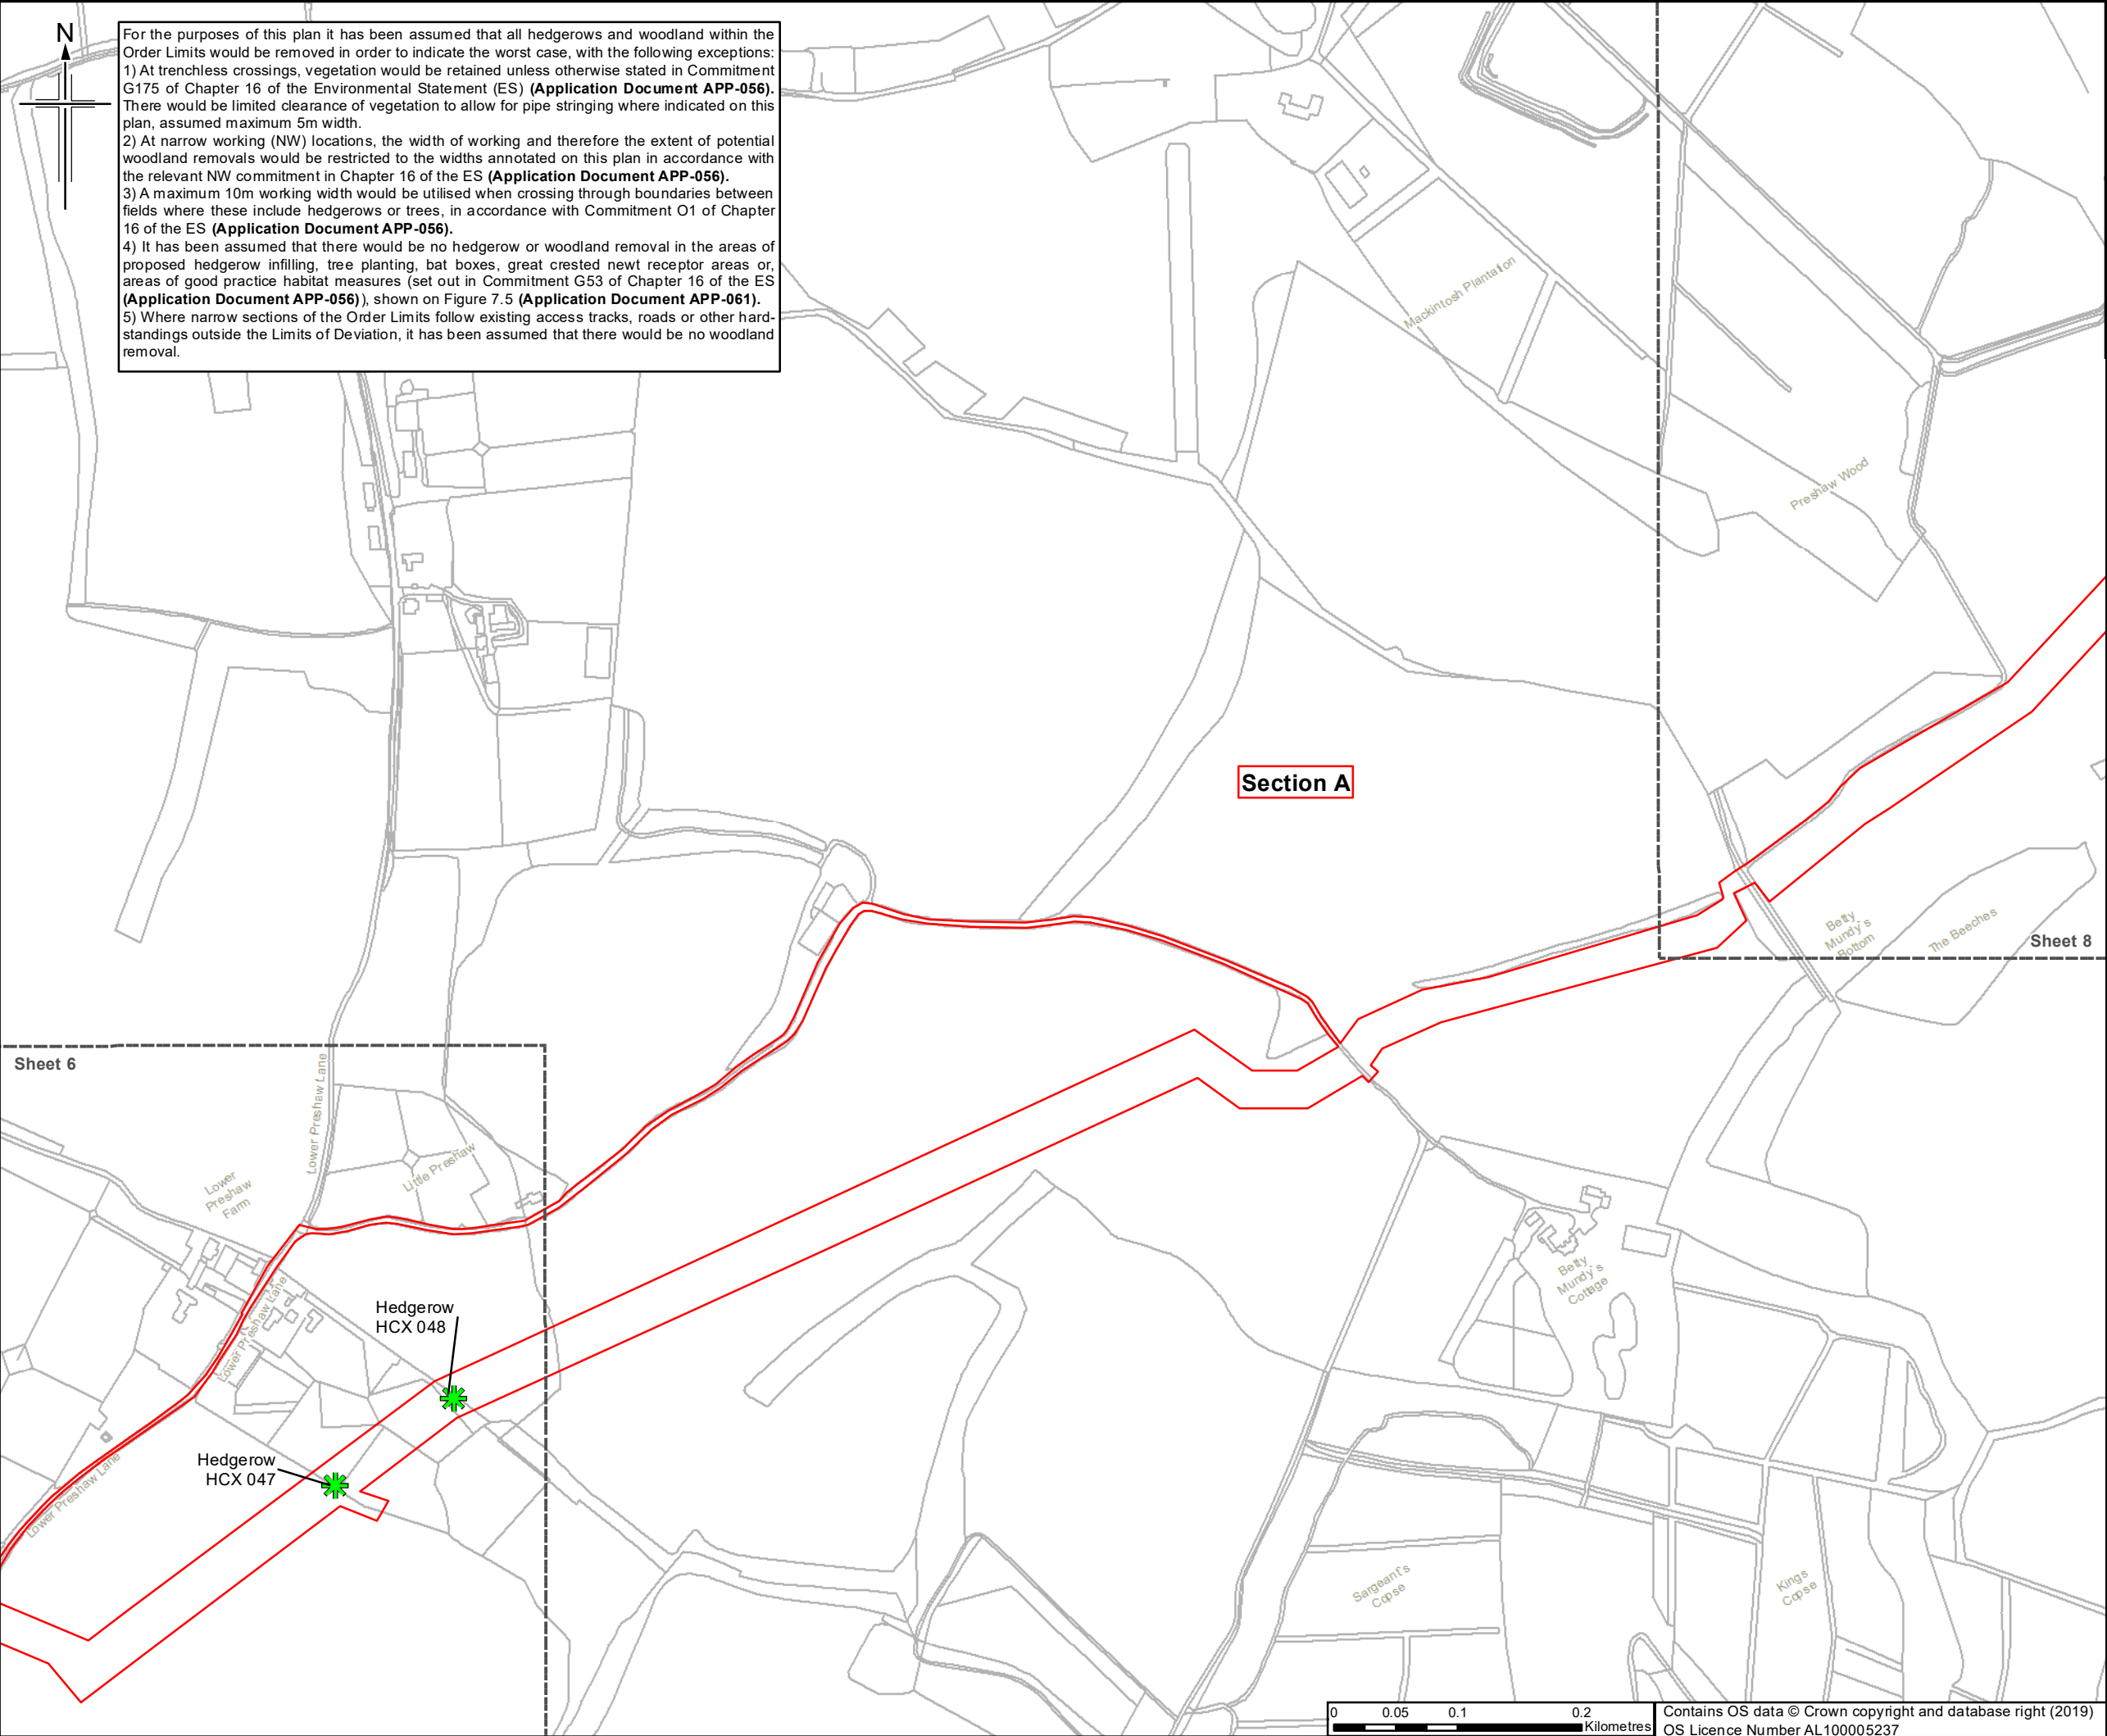 N
For the purposes of this plan it has been assumed that all hedgerows and woodland within the
Order Limits would be removed in order to indicate the worst case, with the following exceptions:
1) At trenchless crossings, vegetation would be retained unless otherwise stated in Commitment
G175 of Chapter 16 of the Environmental Statement (ES) (Application Document APP-056).
There would be limited clearance of vegetation to allow for pipe stringing where indicated on this
plan, assumed maximum 5m width.
2) At narrow working (NW) locations, the width of working and therefore the extent of potential
woodland removals would be restricted to the widths annotated on this plan in accordance with
the relevant NW commitment in Chapter 16 of the ES (Application Document APP-056).
3) A maximum 10m working width would be utilised when crossing through boundaries between
fields where these include hedgerows or trees, in accordance with Commitment O1 of Chapter
16 of the ES (Application Document APP-056).
4) It has been assumed that there would be no hedgerow or woodland removal in the areas of
proposed hedgerow infilling, tree planting, bat boxes, great crested newt receptor areas or,
areas of good practice habitat measures (set out in Commitment G53 of Chapter 16 of the ES
(Application Document APP-056)), shown on Figure 7.5 (Application Document APP-061).
5) Where narrow sections of the Order Limits follow existing access tracks, roads or other hard-
standings outside the Limits of Deviation, it has been assumed that there would be no woodland
removal.
Mackintosh Plantation
Preshaw Wood
Section A
Betty
Mundy's
Bottom
The Beeches
Sheet 8
Sheet 6
Lower Preshaw Lane
Little Preshaw
Lower
Preshaw
Farm
Lower Preshaw Lane
Hedgerow
HCX 048
Betty
Mundy's
Cottage
Hedgerow
HCX 047
Lower Preshaw Lane
Sargeant's
Copse
Kings
Copse
0 0.05 0.1 0.2
Kilometres
Contains OS data © Crown copyright and database right (2019)
OS Licence Number AL100005237